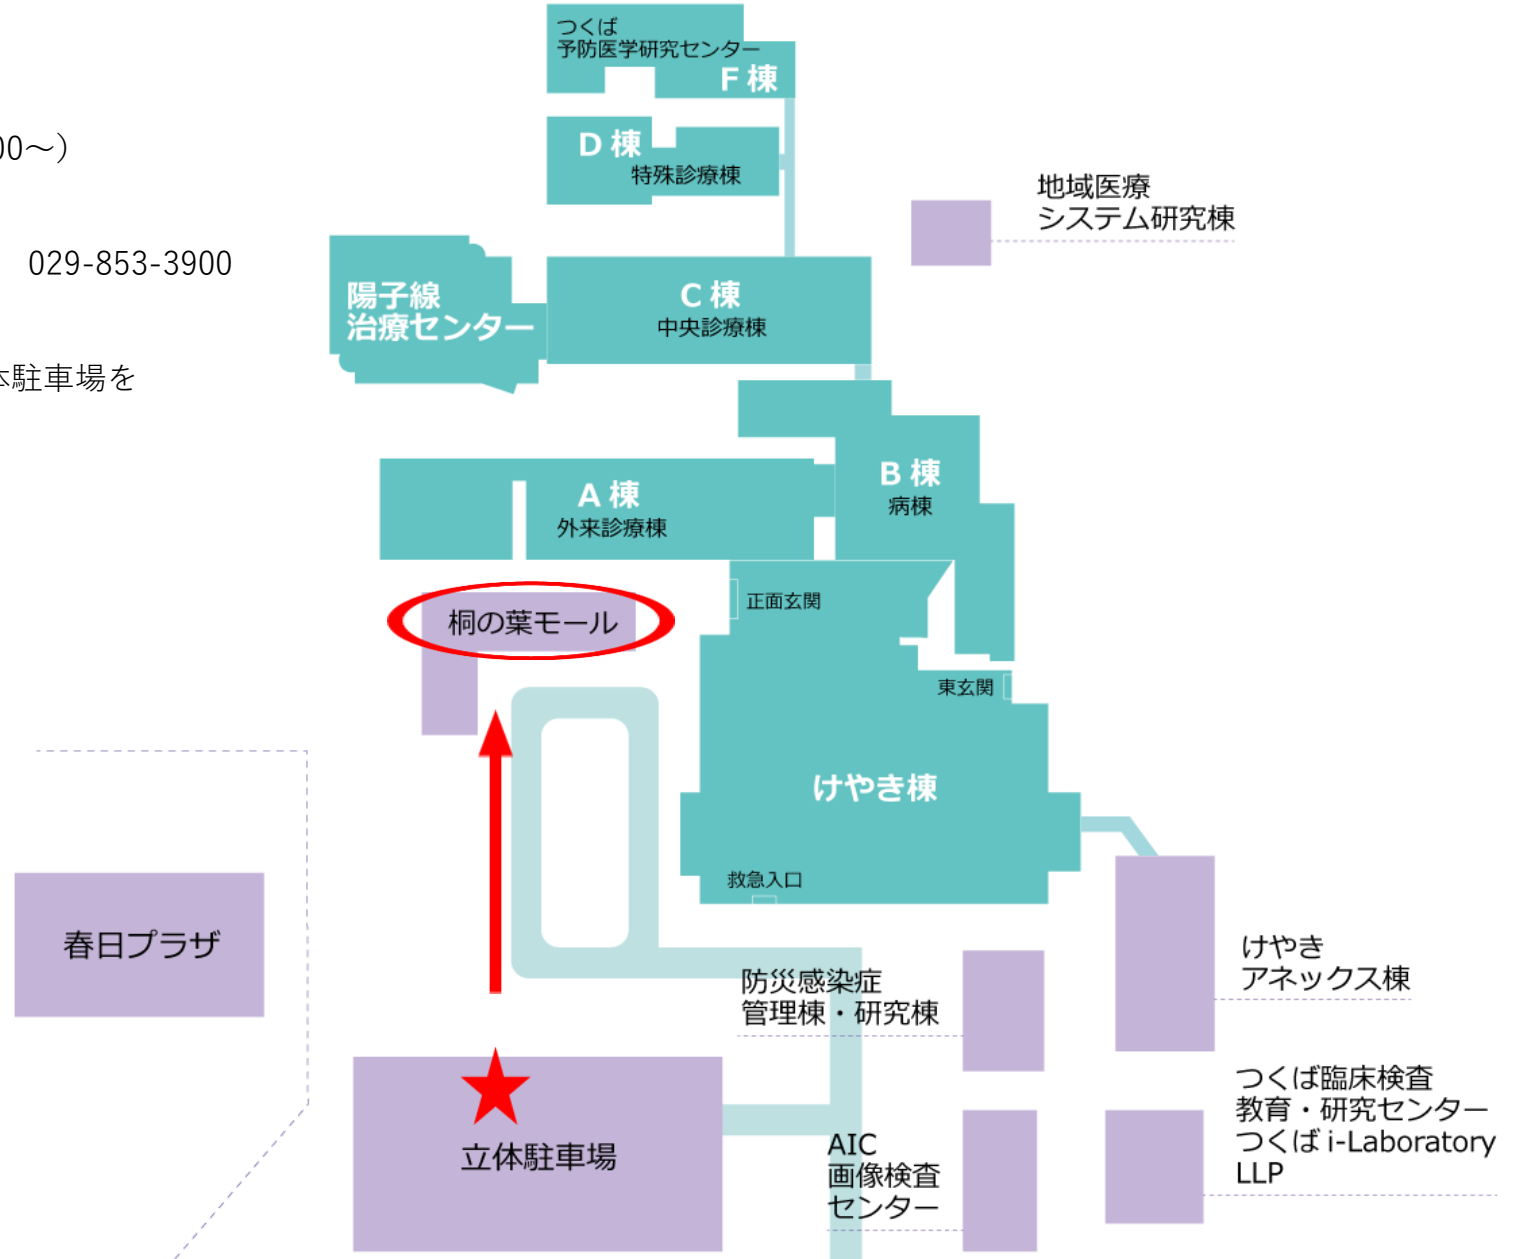 つくば
予防医学研究センター
F 棟
00～）
D 棟
特殊診療棟
地域医療
システム研究棟
029-853-3900
陽子線
治療センター
C 棟
中央診療棟
体駐車場を
B 棟
病棟
A 棟
外来診療棟
正面玄関
桐の葉モール
東玄関
けやき棟
救急入口
春日プラザ
けやき
アネックス棟
防災感染症
管理棟・研究棟
つくば臨床検査
教育・研究センター
つくば i-Laboratory
LLP
立体駐車場
AIC
画像検査
センター